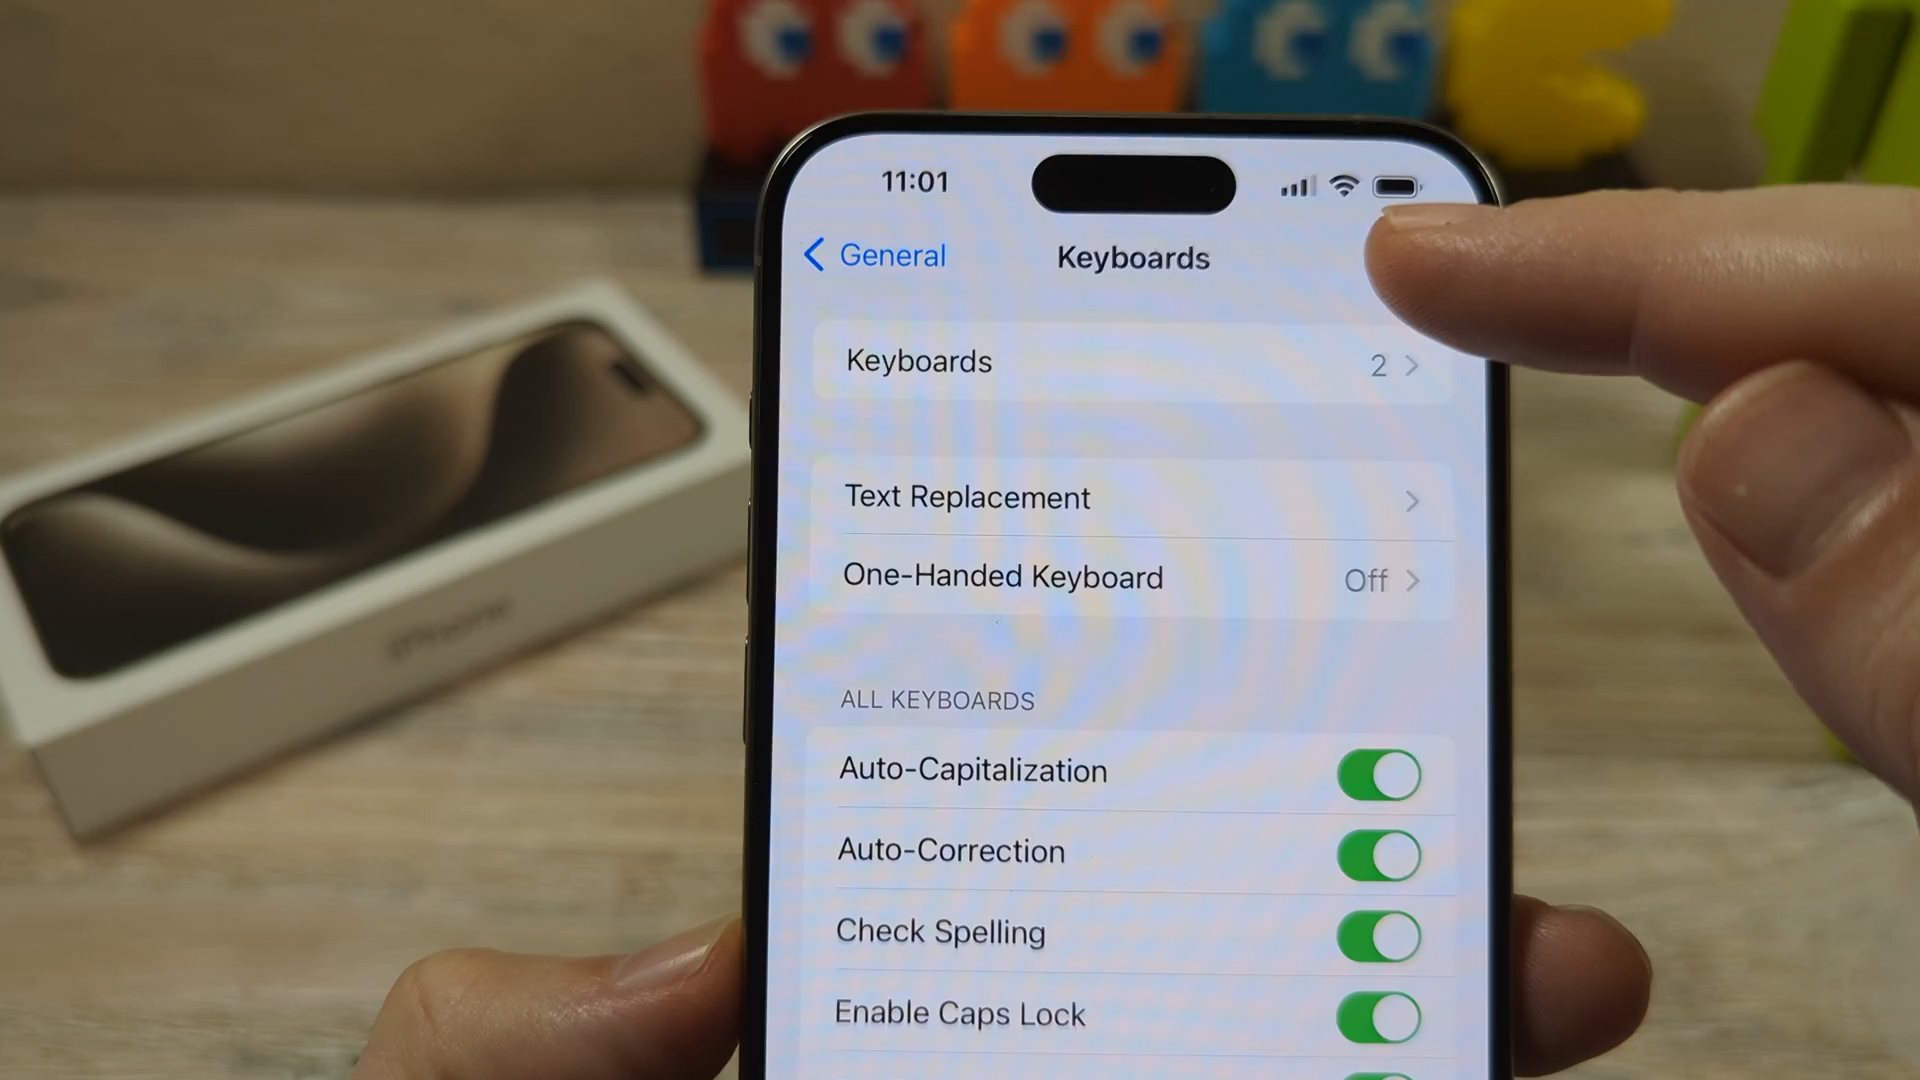 11:01
General
Keyboards
Keyboards 2
Text Replacement
One-Handed Keyboard Off
ALL KEYBOARDS
Auto-Capitalization
Auto-Correction
Check Spelling
Enable Caps Lock
iPhone